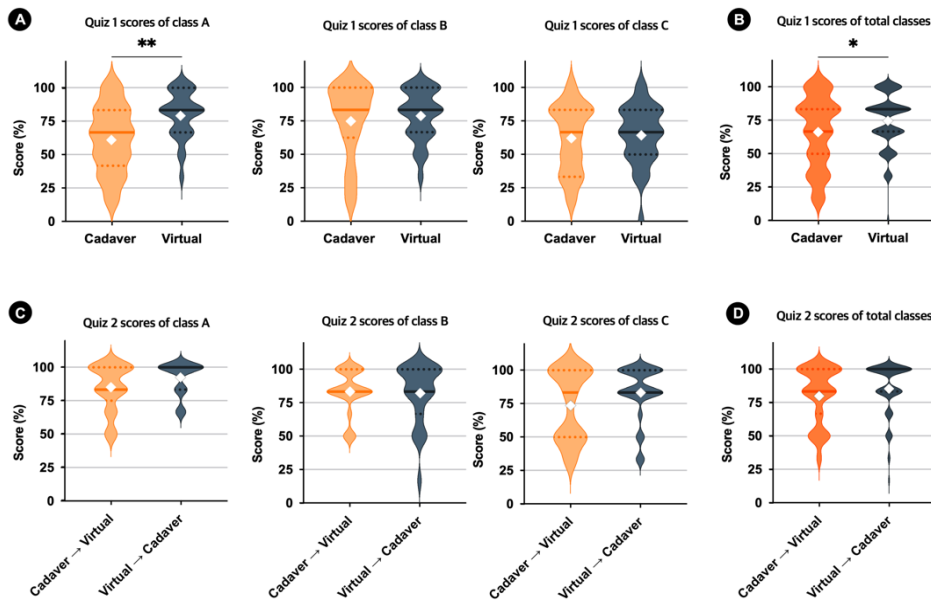 A
Quiz 1 scores of class A
**
Score (%)
100
75
50
25
0
Cadaver
Virtual
Quiz 1 scores of class B
Score (%)
100
75
50
25
0
Cadaver
Virtual
Quiz 1 scores of class C
Score (%)
100
75
50
25
0
Cadaver
Virtual
B
Quiz 1 scores of total classes
*
Score (%)
100
75
50
25
0
Cadaver
Virtual
C
Quiz 2 scores of class A
Score (%)
100
75
50
25
0
Cadaver → Virtual
Virtual → Cadaver
Quiz 2 scores of class B
Score (%)
100
75
50
25
0
Cadaver → Virtual
Virtual → Cadaver
Quiz 2 scores of class C
Score (%)
100
75
50
25
0
Cadaver → Virtual
Virtual → Cadaver
D
Quiz 2 scores of total classes
Score (%)
100
75
50
25
0
Cadaver → Virtual
Virtual → Cadaver